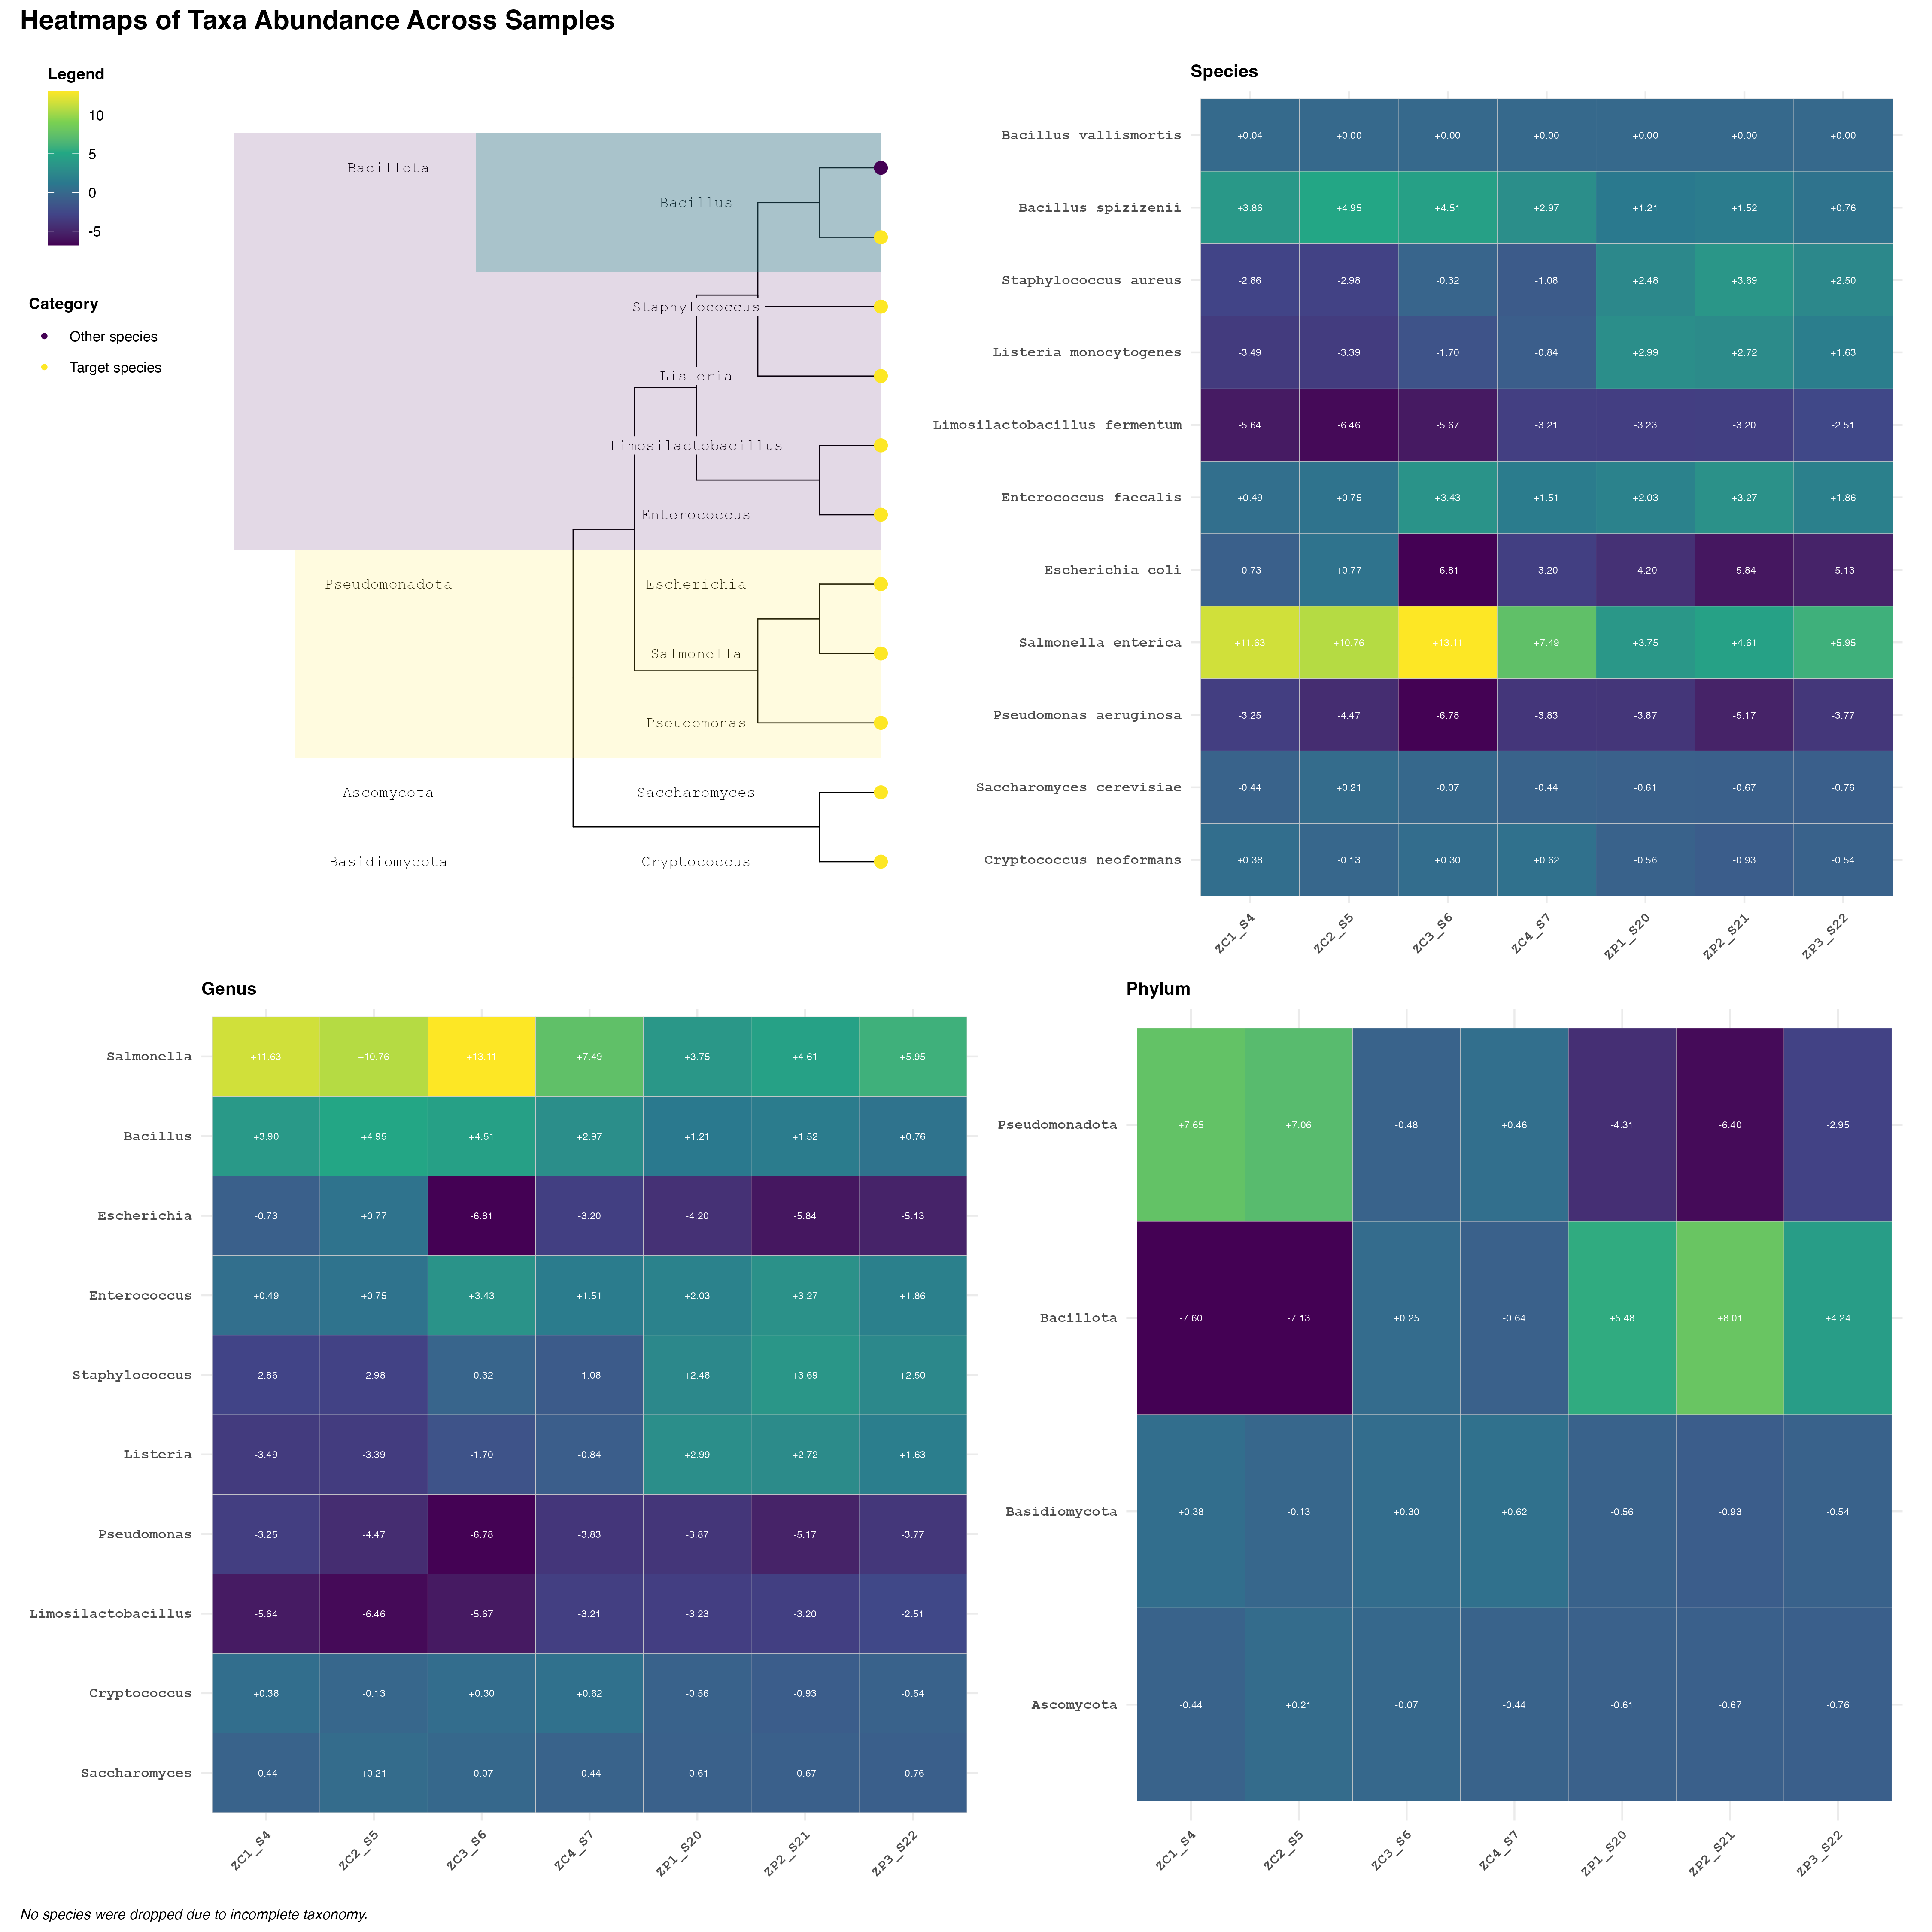 Heatmaps of Taxa Abundance Across Samples
Legend
10
5
0
-5
Category
Other species
Target species
Bacillota
Bacillus
Staphylococcus
Listeria
Limosilactobacillus
Enterococcus
Pseudomonadota
Escherichia
Salmonella
Pseudomonas
Ascomycota
Saccharomyces
Basidiomycota
Cryptococcus
Species
Bacillus vallismortis +0.04 +0.00 +0.00 +0.00 +0.00 +0.00 +0.00
Bacillus spizizenii +3.86 +4.95 +4.51 +2.97 +1.21 +1.52 +0.76
Staphylococcus aureus -2.86 -2.98 -0.32 -1.08 +2.48 +3.69 +2.50
Listeria monocytogenes -3.49 -3.39 -1.70 -0.84 +2.99 +2.72 +1.63
Limosilactobacillus fermentum -5.64 -6.46 -5.67 -3.21 -3.23 -3.20 -2.51
Enterococcus faecalis +0.49 +0.75 +3.43 +1.51 +2.03 +3.27 +1.86
Escherichia coli -0.73 +0.77 -6.81 -3.20 -4.20 -5.84 -5.13
Salmonella enterica +11.63 +10.76 +13.11 +7.49 +3.75 +4.61 +5.95
Pseudomonas aeruginosa -3.25 -4.47 -6.78 -3.83 -3.87 -5.17 -3.77
Saccharomyces cerevisiae -0.44 +0.21 -0.07 -0.44 -0.61 -0.67 -0.76
Cryptococcus neoformans +0.38 -0.13 +0.30 +0.62 -0.56 -0.93 -0.54
ZC1_S4 ZC2_S5 ZC3_S6 ZC4_S7 ZP1_S20 ZP2_S21 ZP3_S22
Genus
Salmonella +11.63 +10.76 +13.11 +7.49 +3.75 +4.61 +5.95
Bacillus +3.90 +4.95 +4.51 +2.97 +1.21 +1.52 +0.76
Escherichia -0.73 +0.77 -6.81 -3.20 -4.20 -5.84 -5.13
Enterococcus +0.49 +0.75 +3.43 +1.51 +2.03 +3.27 +1.86
Staphylococcus -2.86 -2.98 -0.32 -1.08 +2.48 +3.69 +2.50
Listeria -3.49 -3.39 -1.70 -0.84 +2.99 +2.72 +1.63
Pseudomonas -3.25 -4.47 -6.78 -3.83 -3.87 -5.17 -3.77
Limosilactobacillus -5.64 -6.46 -5.67 -3.21 -3.23 -3.20 -2.51
Cryptococcus +0.38 -0.13 +0.30 +0.62 -0.56 -0.93 -0.54
Saccharomyces -0.44 +0.21 -0.07 -0.44 -0.61 -0.67 -0.76
ZC1_S4 ZC2_S5 ZC3_S6 ZC4_S7 ZP1_S20 ZP2_S21 ZP3_S22
Phylum
Pseudomonadota +7.65 +7.06 -0.48 +0.46 -4.31 -6.40 -2.95
Bacillota -7.60 -7.13 +0.25 -0.64 +5.48 +8.01 +4.24
Basidiomycota +0.38 -0.13 +0.30 +0.62 -0.56 -0.93 -0.54
Ascomycota -0.44 +0.21 -0.07 -0.44 -0.61 -0.67 -0.76
ZC1_S4 ZC2_S5 ZC3_S6 ZC4_S7 ZP1_S20 ZP2_S21 ZP3_S22
No species were dropped due to incomplete taxonomy.